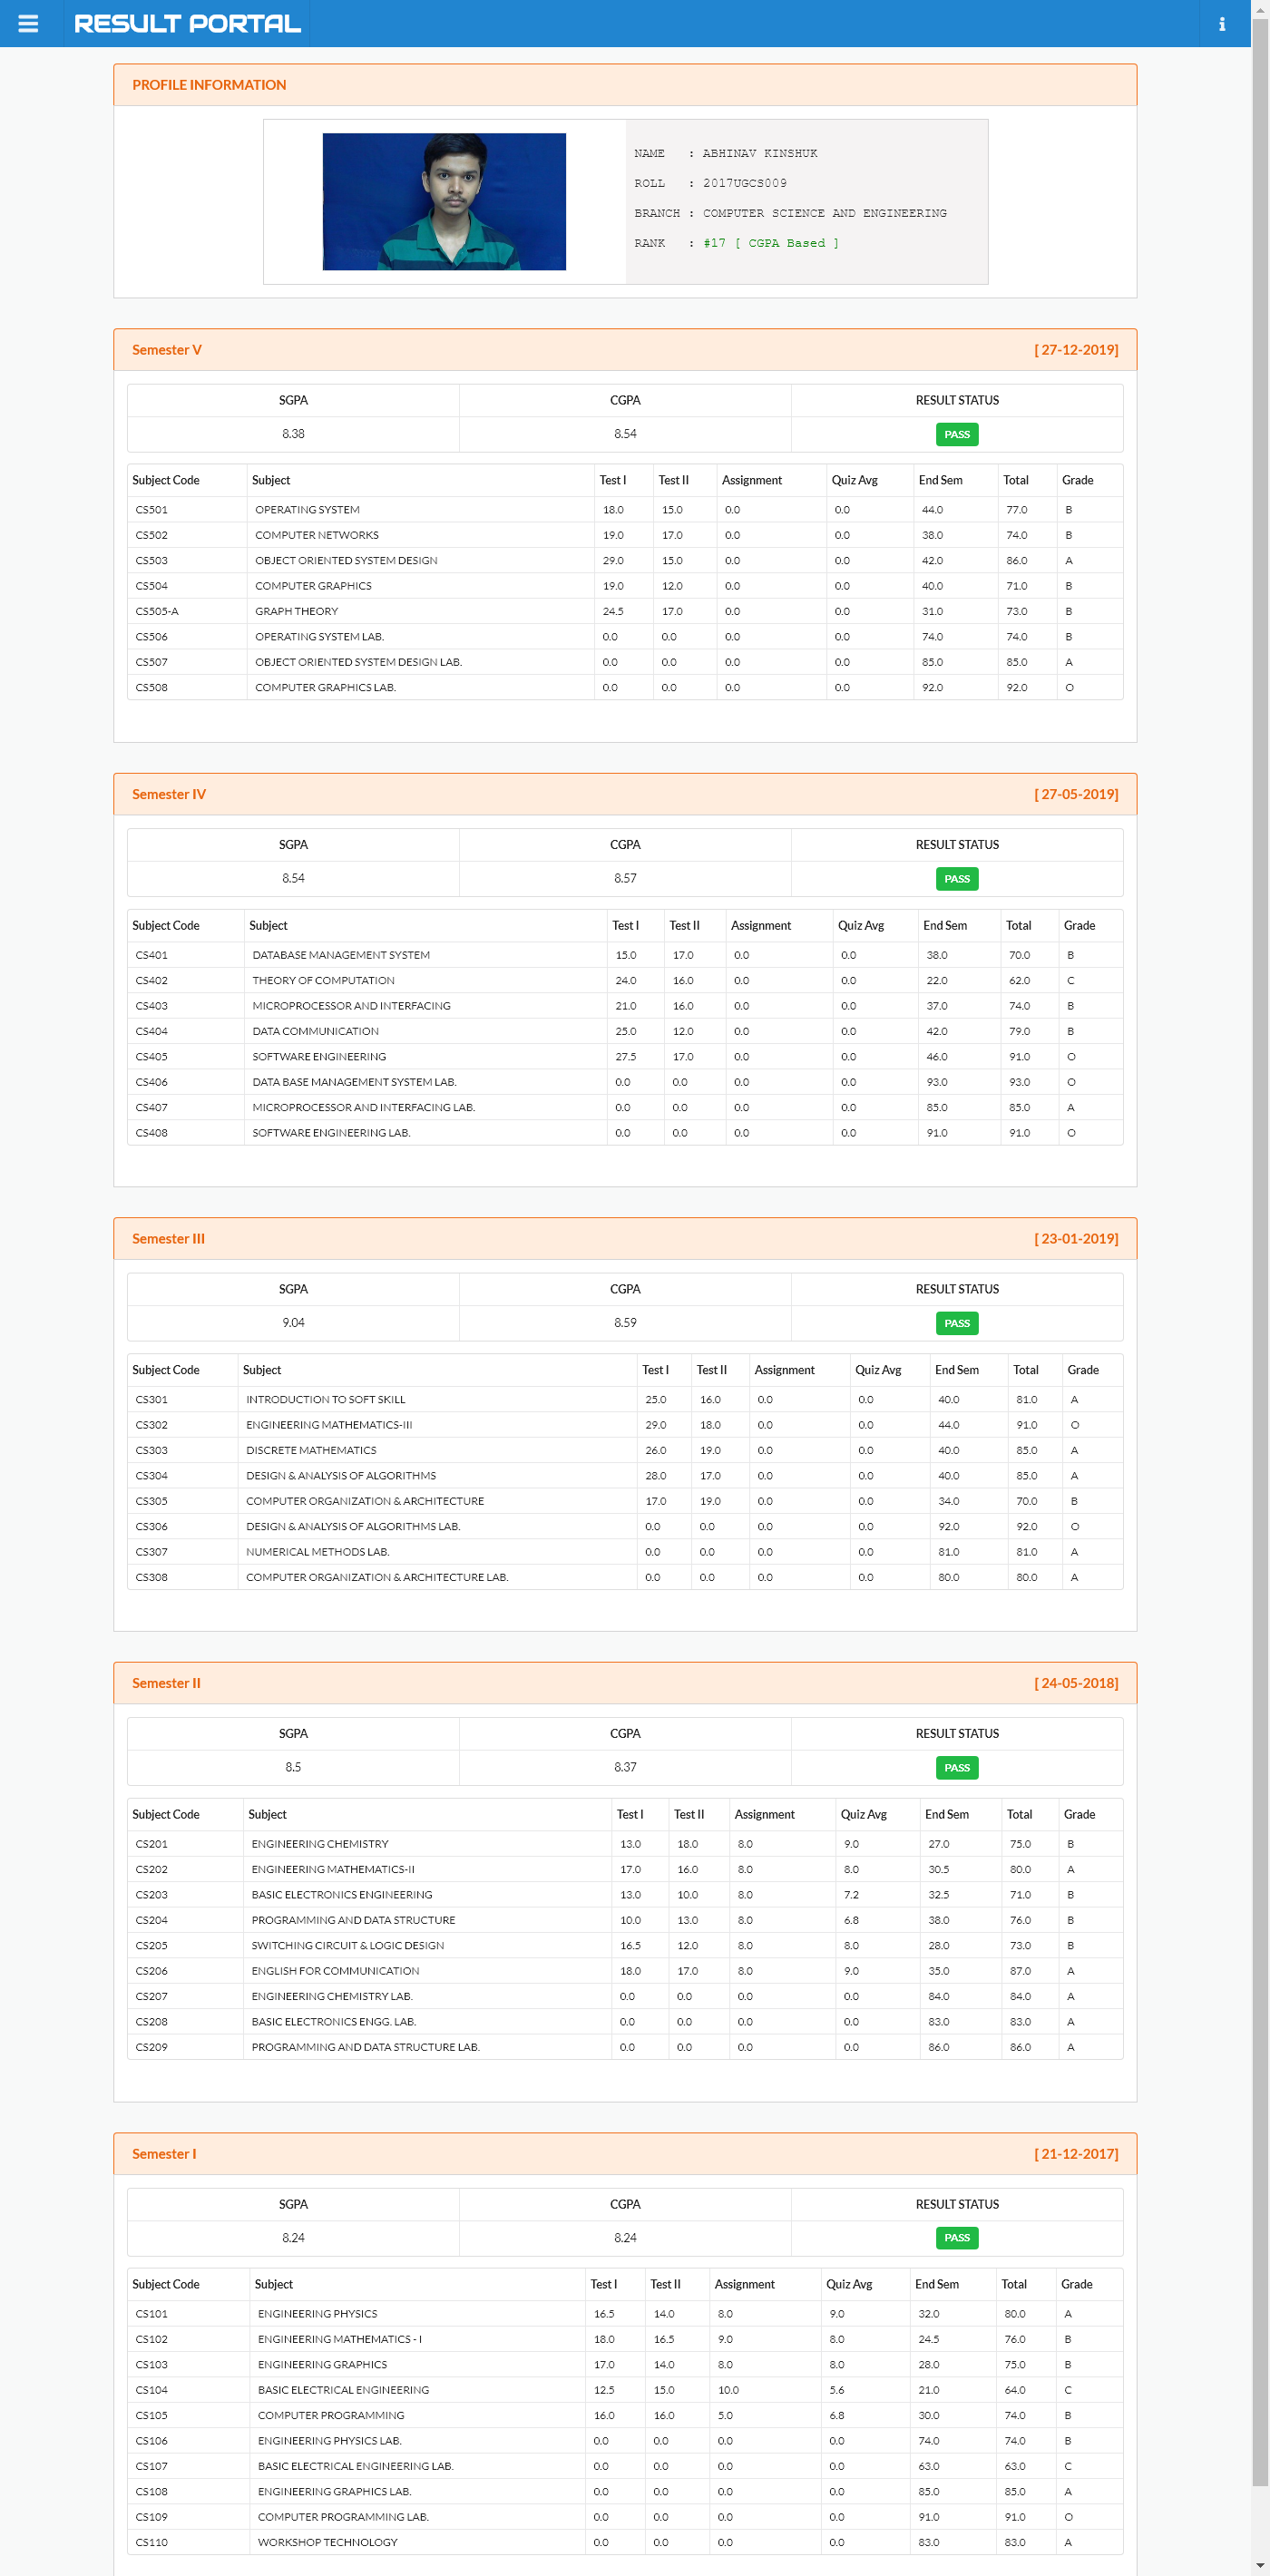 RESULT PORTAL
PROFILE INFORMATION
NAME : ABHINAV KINSHUK
ROLL : 2017UGCS009
BRANCH : COMPUTER SCIENCE AND ENGINEERING
RANK : #17 [ CGPA Based ]
Semester V [ 27-12-2019]
SGPA CGPA RESULT STATUS
8.38 8.54 PASS
Subject Code Subject Test I Test II Assignment Quiz Avg End Sem Total Grade
CS501 OPERATING SYSTEM 18.0 15.0 0.0 0.0 44.0 77.0 B
CS502 COMPUTER NETWORKS 19.0 17.0 0.0 0.0 38.0 74.0 B
CS503 OBJECT ORIENTED SYSTEM DESIGN 29.0 15.0 0.0 0.0 42.0 86.0 A
CS504 COMPUTER GRAPHICS 19.0 12.0 0.0 0.0 40.0 71.0 B
CS505-A GRAPH THEORY 24.5 17.0 0.0 0.0 31.0 73.0 B
CS506 OPERATING SYSTEM LAB. 0.0 0.0 0.0 0.0 74.0 74.0 B
CS507 OBJECT ORIENTED SYSTEM DESIGN LAB. 0.0 0.0 0.0 0.0 85.0 85.0 A
CS508 COMPUTER GRAPHICS LAB. 0.0 0.0 0.0 0.0 92.0 92.0 O
Semester IV [ 27-05-2019]
SGPA CGPA RESULT STATUS
8.54 8.57 PASS
Subject Code Subject Test I Test II Assignment Quiz Avg End Sem Total Grade
CS401 DATABASE MANAGEMENT SYSTEM 15.0 17.0 0.0 0.0 38.0 70.0 B
CS402 THEORY OF COMPUTATION 24.0 16.0 0.0 0.0 22.0 62.0 C
CS403 MICROPROCESSOR AND INTERFACING 21.0 16.0 0.0 0.0 37.0 74.0 B
CS404 DATA COMMUNICATION 25.0 12.0 0.0 0.0 42.0 79.0 B
CS405 SOFTWARE ENGINEERING 27.5 17.0 0.0 0.0 46.0 91.0 O
CS406 DATA BASE MANAGEMENT SYSTEM LAB. 0.0 0.0 0.0 0.0 93.0 93.0 O
CS407 MICROPROCESSOR AND INTERFACING LAB. 0.0 0.0 0.0 0.0 85.0 85.0 A
CS408 SOFTWARE ENGINEERING LAB. 0.0 0.0 0.0 0.0 91.0 91.0 O
Semester III [ 23-01-2019]
SGPA CGPA RESULT STATUS
9.04 8.59 PASS
Subject Code Subject Test I Test II Assignment Quiz Avg End Sem Total Grade
CS301 INTRODUCTION TO SOFT SKILL 25.0 16.0 0.0 0.0 40.0 81.0 A
CS302 ENGINEERING MATHEMATICS-III 29.0 18.0 0.0 0.0 44.0 91.0 O
CS303 DISCRETE MATHEMATICS 26.0 19.0 0.0 0.0 40.0 85.0 A
CS304 DESIGN & ANALYSIS OF ALGORITHMS 28.0 17.0 0.0 0.0 40.0 85.0 A
CS305 COMPUTER ORGANIZATION & ARCHITECTURE 17.0 19.0 0.0 0.0 34.0 70.0 B
CS306 DESIGN & ANALYSIS OF ALGORITHMS LAB. 0.0 0.0 0.0 0.0 92.0 92.0 O
CS307 NUMERICAL METHODS LAB. 0.0 0.0 0.0 0.0 81.0 81.0 A
CS308 COMPUTER ORGANIZATION & ARCHITECTURE LAB. 0.0 0.0 0.0 0.0 80.0 80.0 A
Semester II [ 24-05-2018]
SGPA CGPA RESULT STATUS
8.5 8.37 PASS
Subject Code Subject Test I Test II Assignment Quiz Avg End Sem Total Grade
CS201 ENGINEERING CHEMISTRY 13.0 18.0 8.0 9.0 27.0 75.0 B
CS202 ENGINEERING MATHEMATICS-II 17.0 16.0 8.0 8.0 30.5 80.0 A
CS203 BASIC ELECTRONICS ENGINEERING 13.0 10.0 8.0 7.2 32.5 71.0 B
CS204 PROGRAMMING AND DATA STRUCTURE 10.0 13.0 8.0 6.8 38.0 76.0 B
CS205 SWITCHING CIRCUIT & LOGIC DESIGN 16.5 12.0 8.0 8.0 28.0 73.0 B
CS206 ENGLISH FOR COMMUNICATION 18.0 17.0 8.0 9.0 35.0 87.0 A
CS207 ENGINEERING CHEMISTRY LAB. 0.0 0.0 0.0 0.0 84.0 84.0 A
CS208 BASIC ELECTRONICS ENGG. LAB. 0.0 0.0 0.0 0.0 83.0 83.0 A
CS209 PROGRAMMING AND DATA STRUCTURE LAB. 0.0 0.0 0.0 0.0 86.0 86.0 A
Semester I [ 21-12-2017]
SGPA CGPA RESULT STATUS
8.24 8.24 PASS
Subject Code Subject Test I Test II Assignment Quiz Avg End Sem Total Grade
CS101 ENGINEERING PHYSICS 16.5 14.0 8.0 9.0 32.0 80.0 A
CS102 ENGINEERING MATHEMATICS - I 18.0 16.5 9.0 8.0 24.5 76.0 B
CS103 ENGINEERING GRAPHICS 17.0 14.0 8.0 8.0 28.0 75.0 B
CS104 BASIC ELECTRICAL ENGINEERING 12.5 15.0 10.0 5.6 21.0 64.0 C
CS105 COMPUTER PROGRAMMING 16.0 16.0 5.0 6.8 30.0 74.0 B
CS106 ENGINEERING PHYSICS LAB. 0.0 0.0 0.0 0.0 74.0 74.0 B
CS107 BASIC ELECTRICAL ENGINEERING LAB. 0.0 0.0 0.0 0.0 63.0 63.0 C
CS108 ENGINEERING GRAPHICS LAB. 0.0 0.0 0.0 0.0 85.0 85.0 A
CS109 COMPUTER PROGRAMMING LAB. 0.0 0.0 0.0 0.0 91.0 91.0 O
CS110 WORKSHOP TECHNOLOGY 0.0 0.0 0.0 0.0 83.0 83.0 A